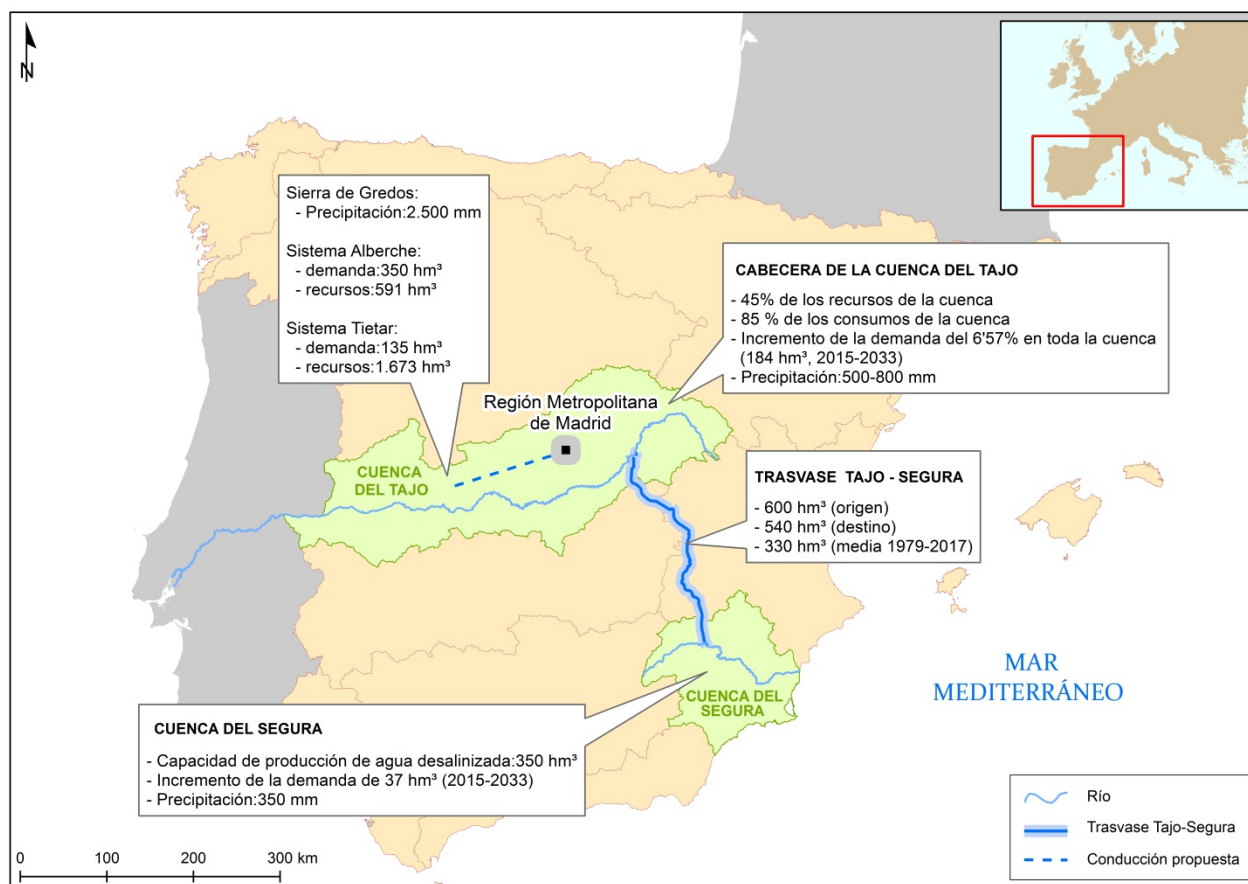 N
Sierra de Gredos:
- Precipitación:2.500 mm
Sistema Alberche:
- demanda:350 hm³
- recursos:591 hm³
Sistema Tietar:
- demanda:135 hm³
- recursos:1.673 hm³
CABECERA DE LA CUENCA DEL TAJO
- 45% de los recursos de la cuenca
- 85 % de los consumos de la cuenca
- Incremento de la demanda del 6'57% en toda la cuenca
(184 hm³, 2015-2033)
- Precipitación:500-800 mm
Región Metropolitana
de Madrid
CUENCA
DEL TAJO
TRASVASE TAJO - SEGURA
- 600 hm³ (origen)
- 540 hm³ (destino)
- 330 hm³ (media 1979-2017)
MAR
MEDITERRÁNEO
CUENCA DEL
SEGURA
CUENCA DEL SEGURA
- Capacidad de producción de agua desalinizada:350 hm³
- Incremento de la demanda de 37 hm³ (2015-2033)
- Precipitación:350 mm
Río
Trasvase Tajo-Segura
Conducción propuesta
0 100 200 300 km